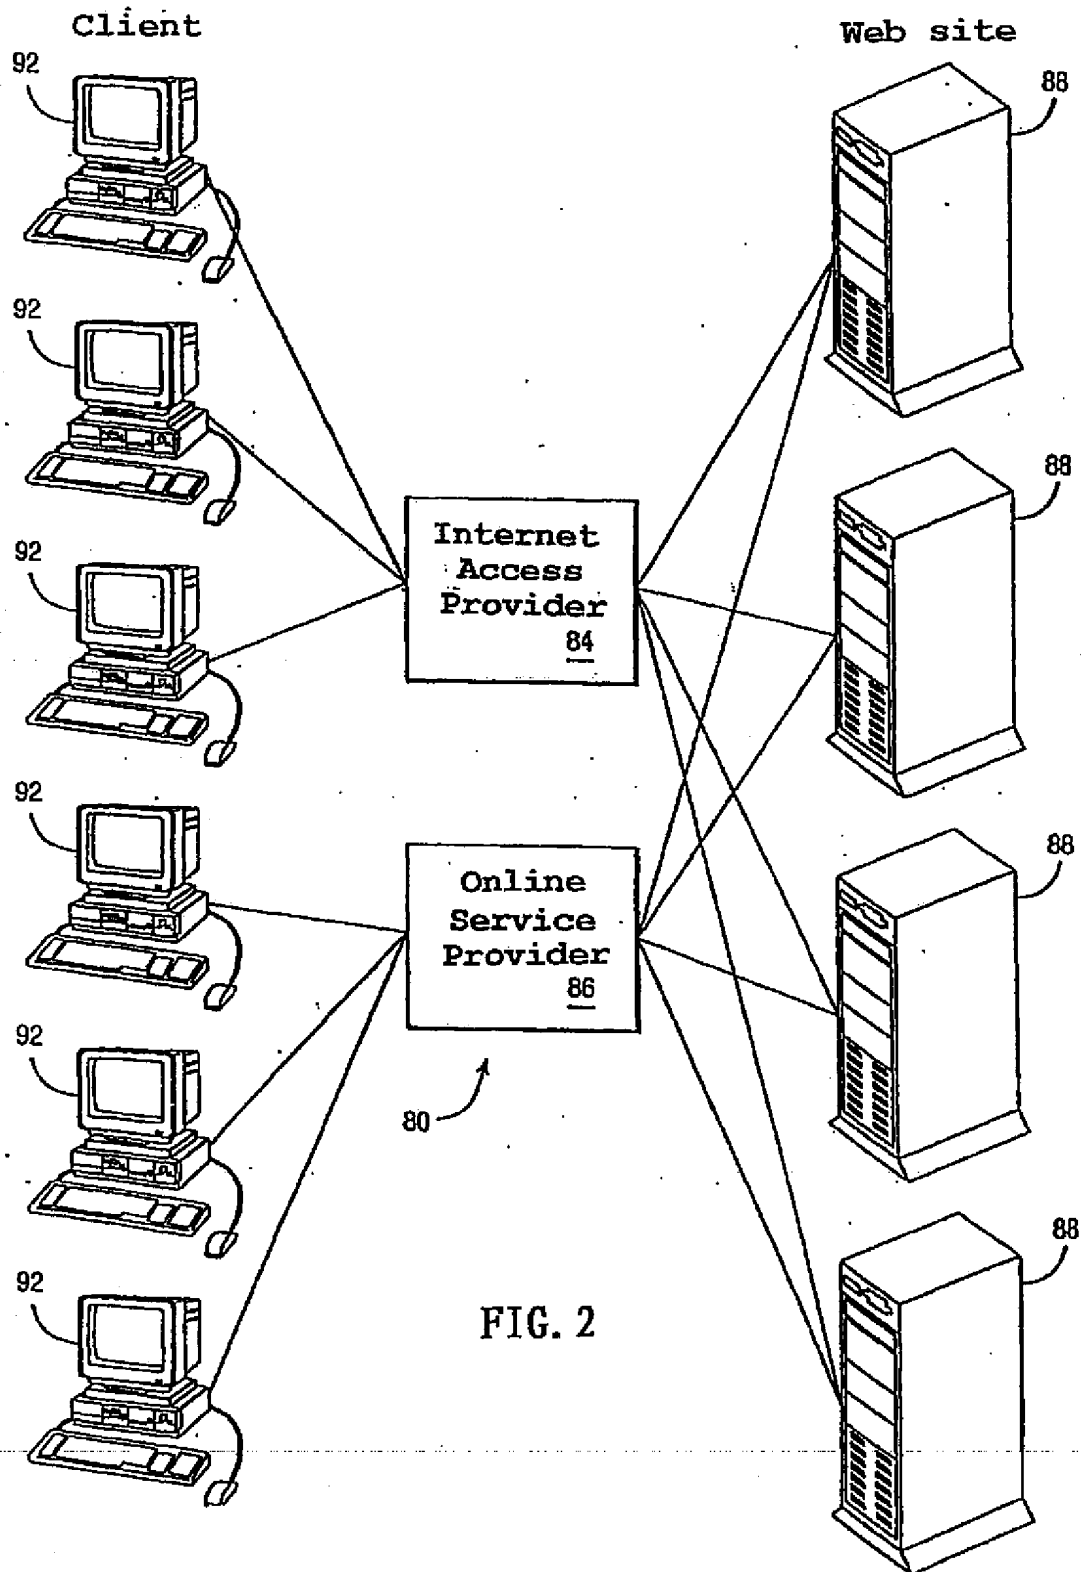 Client
Web site
92
88
92
88
Internet
Access
Provider
84
92
92
88
Online
Service
Provider
86
92
80
92
88
FIG. 2